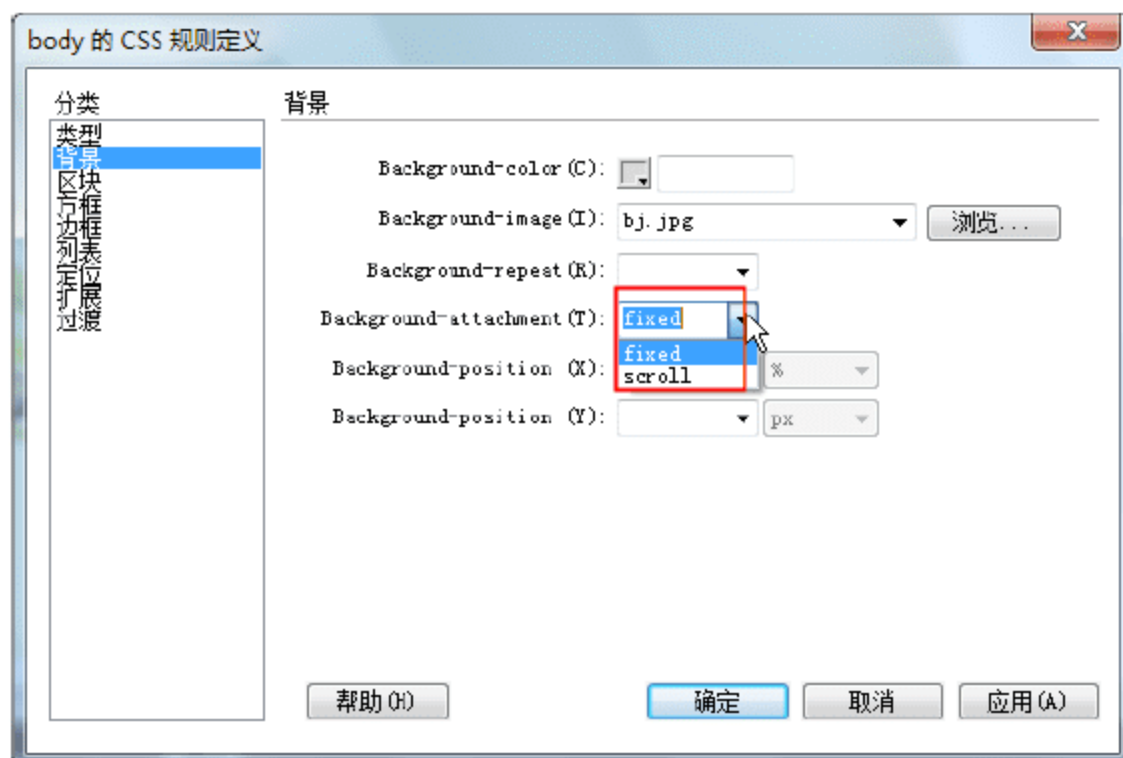 body 的 CSS 规则定义
分类
类型
背景
区块
方框
边框
列表
定位
扩展
过渡
背景
Background-color(C):
Background-image(I): bj.jpg 浏览...
Background-repeat(R):
Background-attachment(T): fixed
fixed
scroll
Background-position (X): %
Background-position (Y): px
帮助(H) 确定 取消 应用(A)